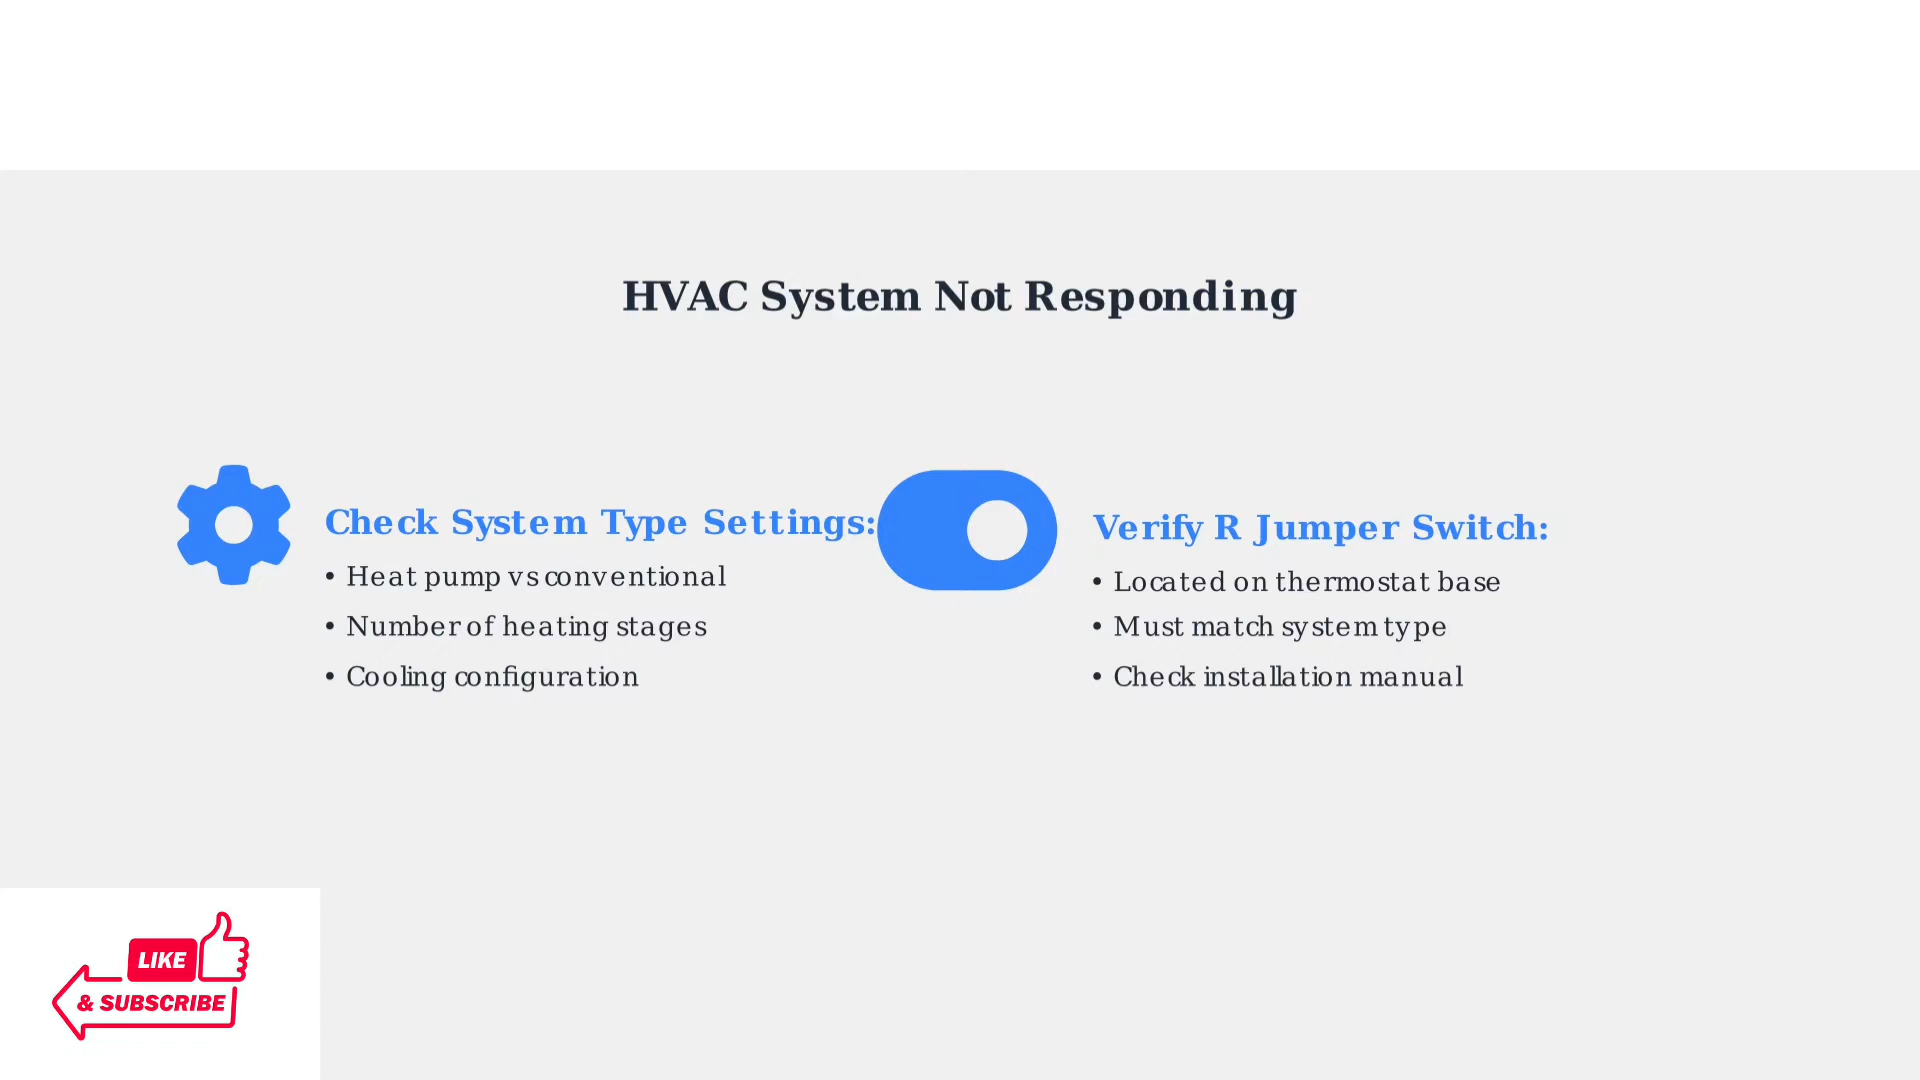 HVAC System Not Responding
Check System Type Settings:
• Heat pump vs conventional
• Number of heating stages
• Cooling configuration
Verify R Jumper Switch:
• Located on thermostat base
• Must match system type
• Check installation manual
LIKE
& SUBSCRIBE